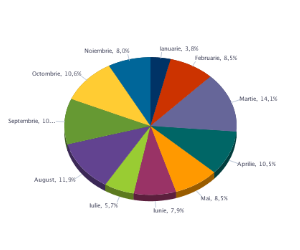 Ianuarie, 3,8%
Februarie, 8,5%
Martie, 14,1%
Aprilie, 10,5%
Mai, 8,5%
Iunie, 7,9%
Iulie, 5,7%
August, 11,9%
Septembrie, 10...
Octombrie, 10,6%
Noiembrie, 8,0%